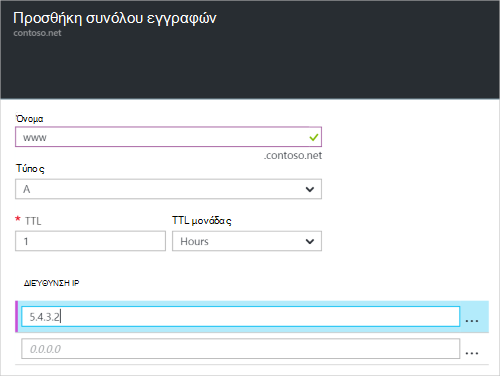 Προσθήκη συνόλου εγγραφών
contoso.net
Όνομα
www
.contoso.net
Τύπος
A
* TTL
TTL μονάδας
1
Hours
ΔΙΕΎΘΥΝΣΗ IP
5.4.3.2
...
0.0.0.0
...